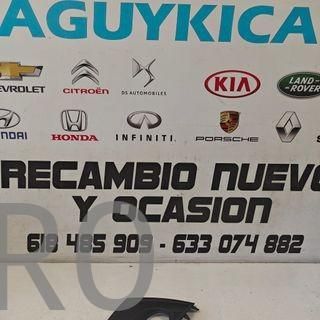 AGUYKICA
CHEVROLET CITROËN DS AUTOMOBILES KIA LAND ROVER
HYUNDAI HONDA INFINITI PORSCHE
RECAMBIO NUEVO
Y OCASION
618 485 909 - 633 074 882
RO